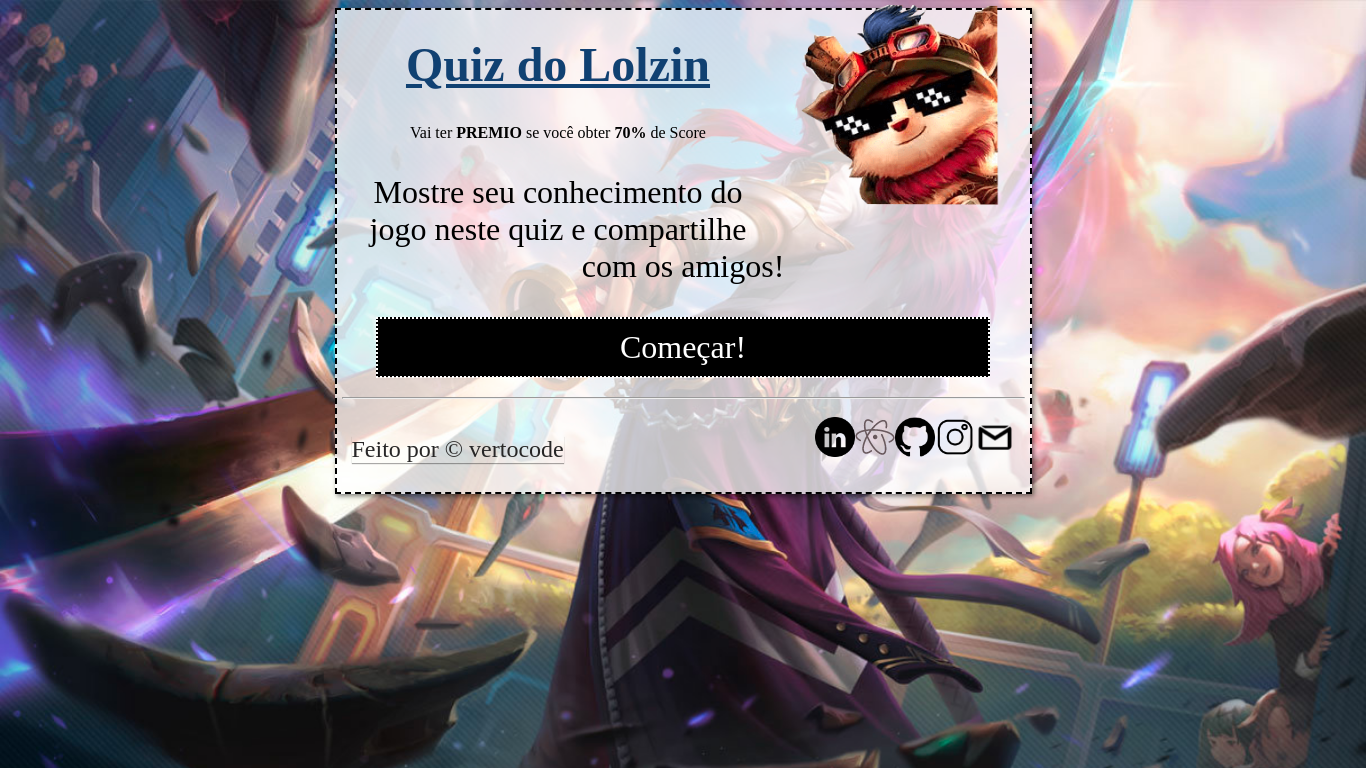 Quiz do Lolzin
Vai ter PREMIO se você obter 70% de Score
Mostre seu conhecimento do
jogo neste quiz e compartilhe
com os amigos!
Começar!
in
Feito por © vertocode